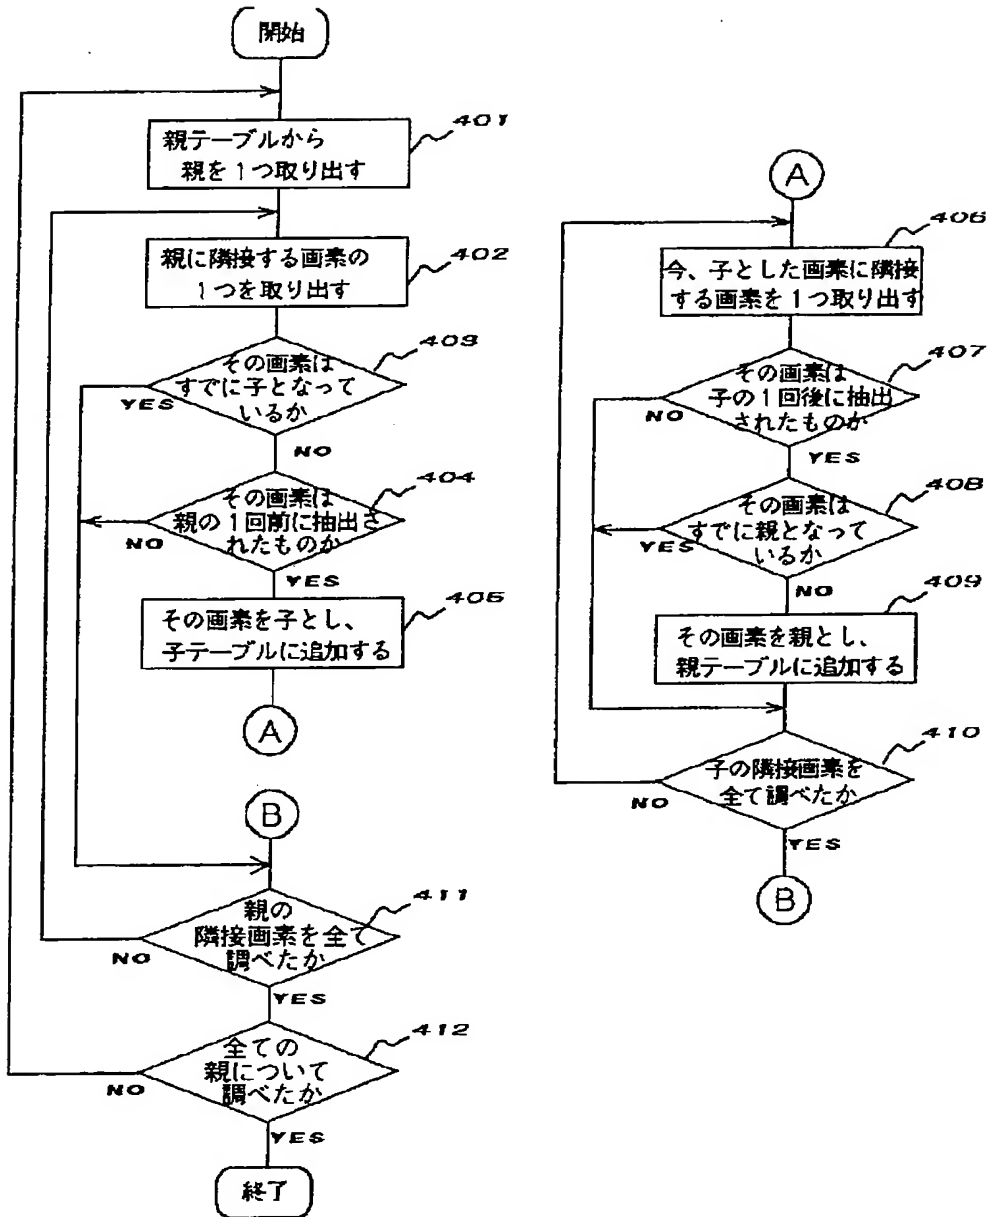 開始
401
親テーブルから
親を1つ取り出す
402
親に隣接する画素の
1つを取り出す
403
その画素は
すでに子となって
いるか
YES
NO
404
その画素は
親の1回前に抽出さ
れたものか
NO
YES
405
その画素を子とし、
子テーブルに追加する
A
B
411
親の
隣接画素を全て
調べたか
NO
YES
412
全ての
親について
調べたか
NO
YES
終了
A
406
今、子とした画素に隣接
する画素を1つ取り出す
407
その画素は
子の1回後に抽出
されたものか
NO
YES
408
その画素は
すでに親となって
いるか
YES
NO
409
その画素を親とし、
親テーブルに追加する
410
子の隣接画素を
全て調べたか
NO
YES
B